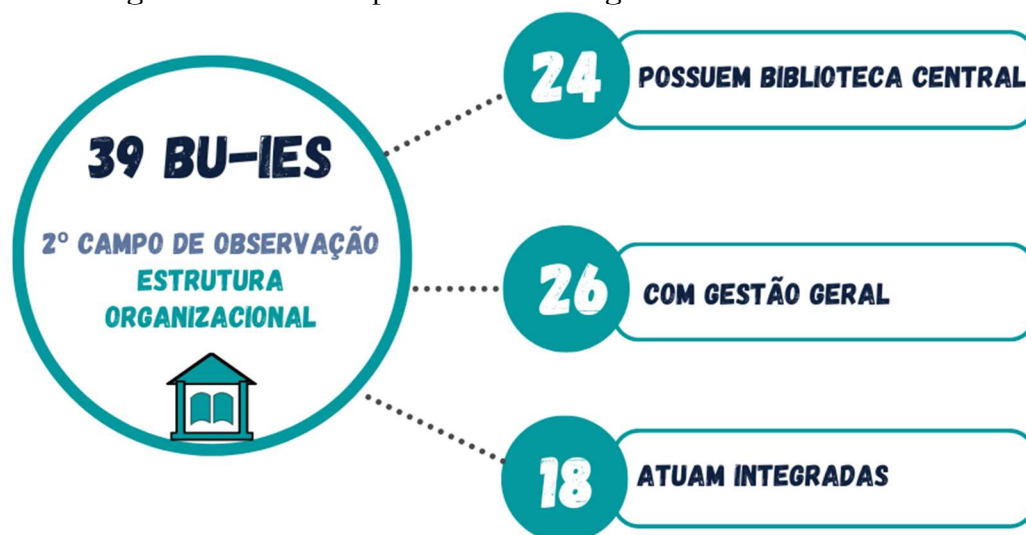 39 BU-IES
2º CAMPO DE OBSERVAÇÃO
ESTRUTURA
ORGANIZACIONAL
24
POSSUEM BIBLIOTECA CENTRAL
26
COM GESTÃO GERAL
18
ATUAM INTEGRADAS